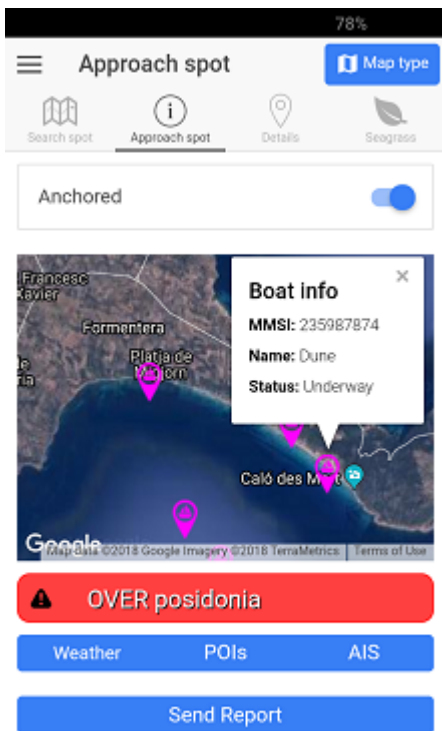 78%
Approach spot
Map type
Search spot
Approach spot
Details
Seagrass
Anchored
Francesc
Xavier
Formentera
Platja de
Migjorn
Boat info
×
MMSI: 235987874
Name: Dune
Status: Underway
Caló des M
Google
Map data ©2018 Google Imagery ©2018 TerraMetrics
Terms of Use
OVER posidonia
Weather
POIs
AIS
Send Report